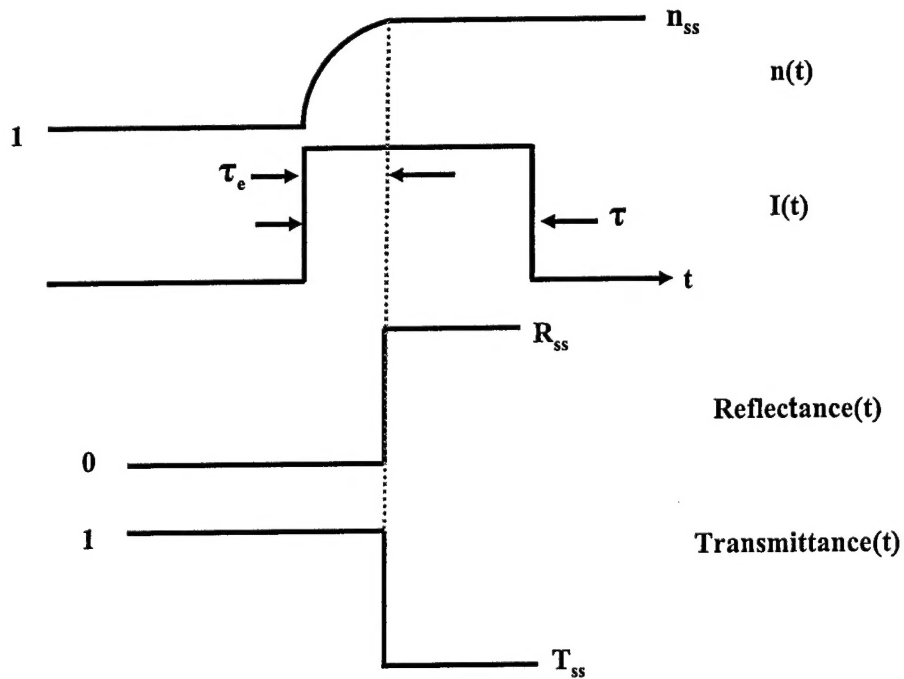 n_ss
n(t)
1
τ_e
I(t)
τ
t
R_ss
Reflectance(t)
0
1
Transmittance(t)
T_ss